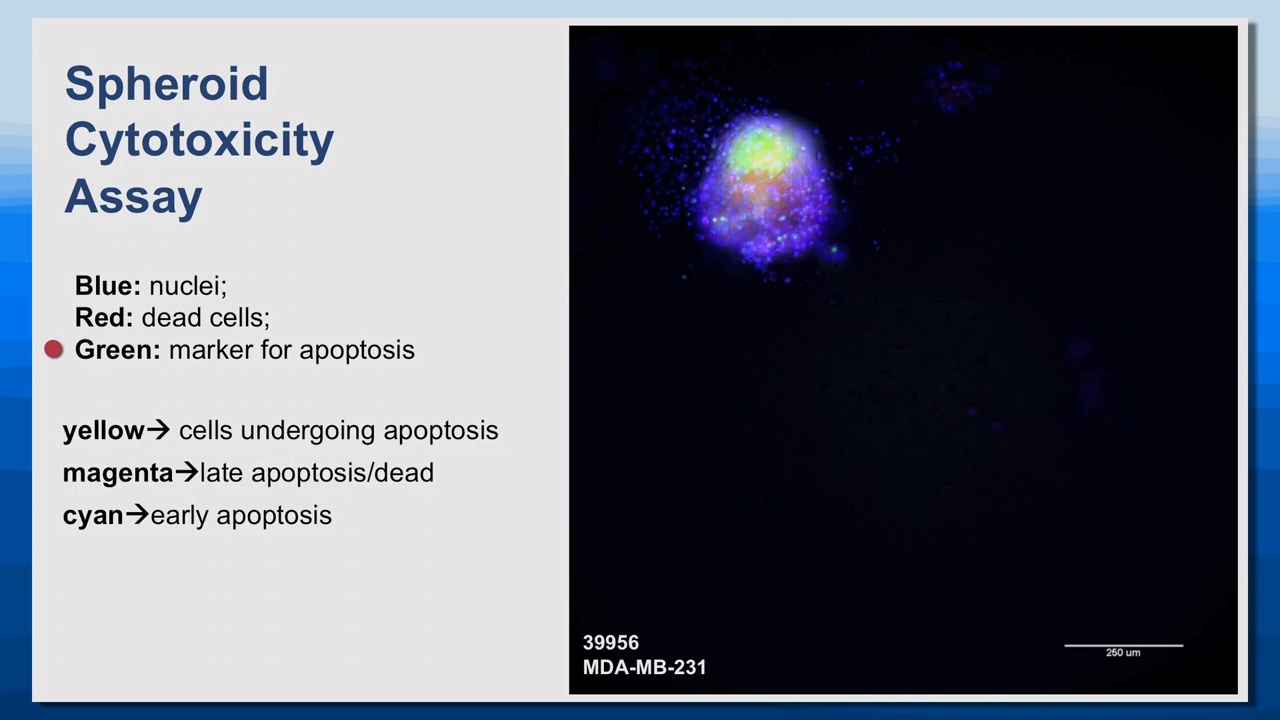 Spheroid
Cytotoxicity
Assay
Blue: nuclei;
Red: dead cells;
Green: marker for apoptosis
yellow→ cells undergoing apoptosis
magenta→late apoptosis/dead
cyan→early apoptosis
39956
MDA-MB-231
250 um